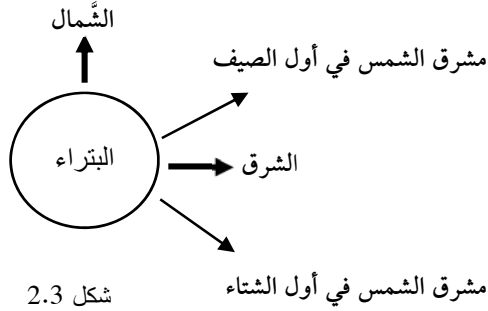 الشَّمال
مشرق الشمس في أول الصيف
البتراء
الشرق
مشرق الشمس في أول الشتاء
شكل 2.3